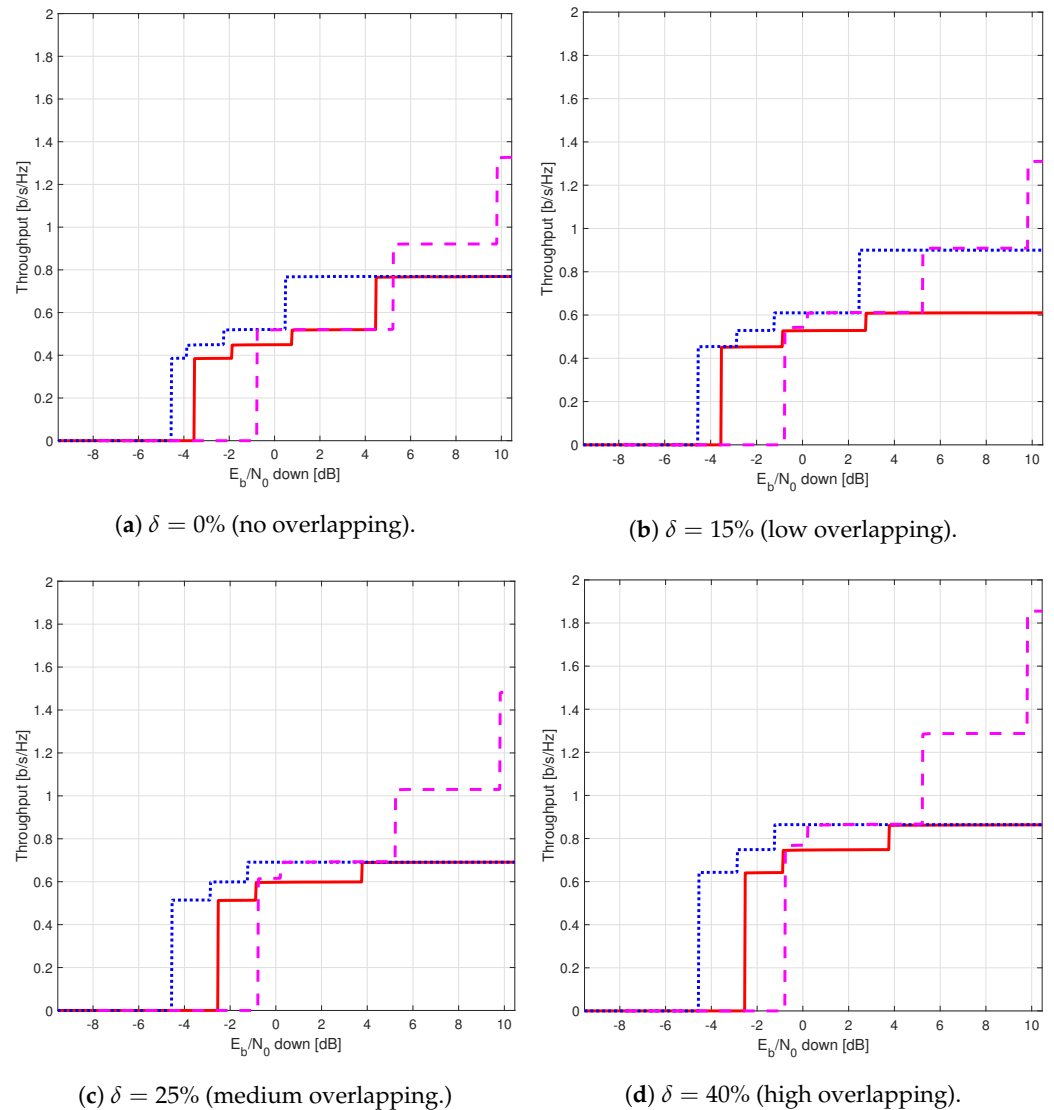 2
1.8
1.6
1.4
1.2
1
0.8
0.6
0.4
0.2
0
Throughput [b/s/Hz]
-8 -6 -4 -2 0 2 4 6 8 10
E_b/N_0 down [dB]
(a) δ = 0% (no overlapping).
2
1.8
1.6
1.4
1.2
1
0.8
0.6
0.4
0.2
0
Throughput [b/s/Hz]
-8 -6 -4 -2 0 2 4 6 8 10
E_b/N_0 down [dB]
(b) δ = 15% (low overlapping).
2
1.8
1.6
1.4
1.2
1
0.8
0.6
0.4
0.2
0
Throughput [b/s/Hz]
-8 -6 -4 -2 0 2 4 6 8 10
E_b/N_0 down [dB]
(c) δ = 25% (medium overlapping.)
2
1.8
1.6
1.4
1.2
1
0.8
0.6
0.4
0.2
0
Throughput [b/s/Hz]
-8 -6 -4 -2 0 2 4 6 8 10
E_b/N_0 down [dB]
(d) δ = 40% (high overlapping).